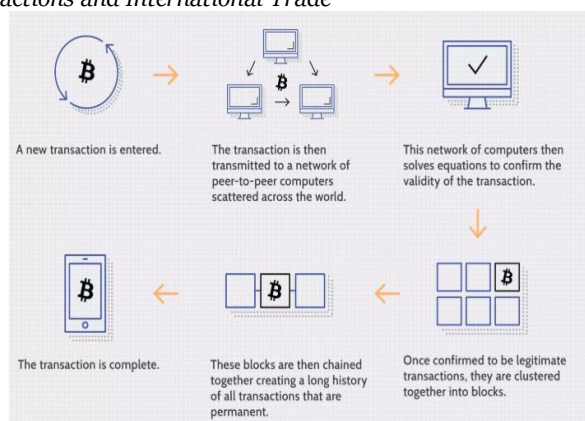 actions and International Trade
A new transaction is entered.
The transaction is then
transmitted to a network of
peer-to-peer computers
scattered across the world.
This network of computers then
solves equations to confirm the
validity of the transaction.
The transaction is complete.
These blocks are then chained
together creating a long history
of all transactions that are
permanent.
Once confirmed to be legitimate
transactions, they are clustered
together into blocks.